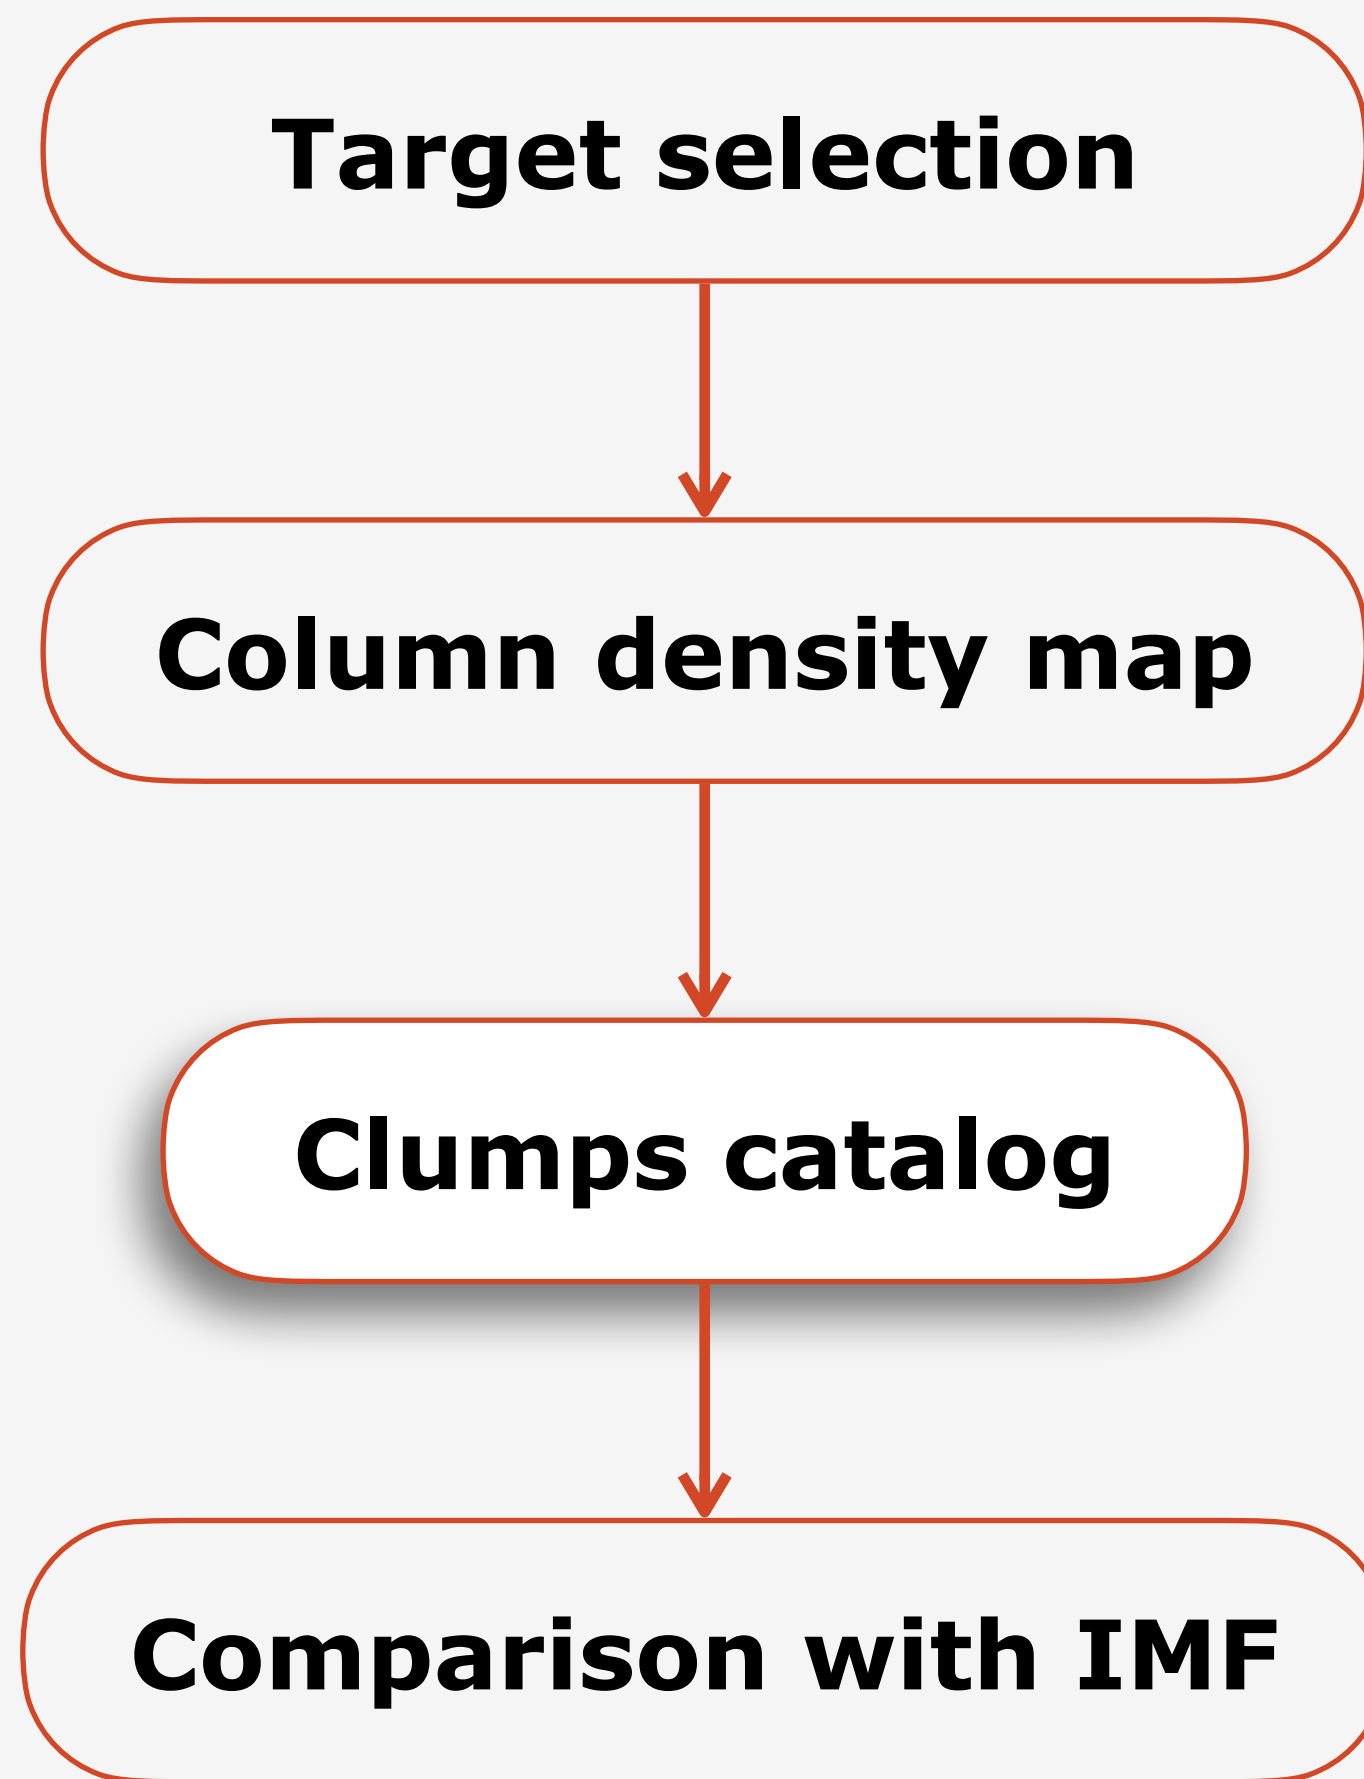 Target selection
Column density map
Clumps catalog
Comparison with IMF